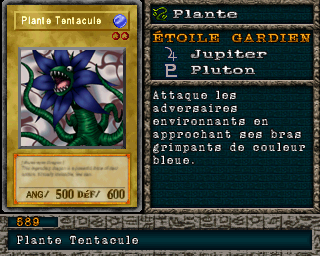 Plante Tentacule
ANG/ 500 DÉF/ 600
Plante
ÉTOILE GARDIEN
Jupiter
Pluton
Attaque les
adversaires
environnants en
approchant ses bras
grimpants de couleur
bleue.
589
Plante Tentacule